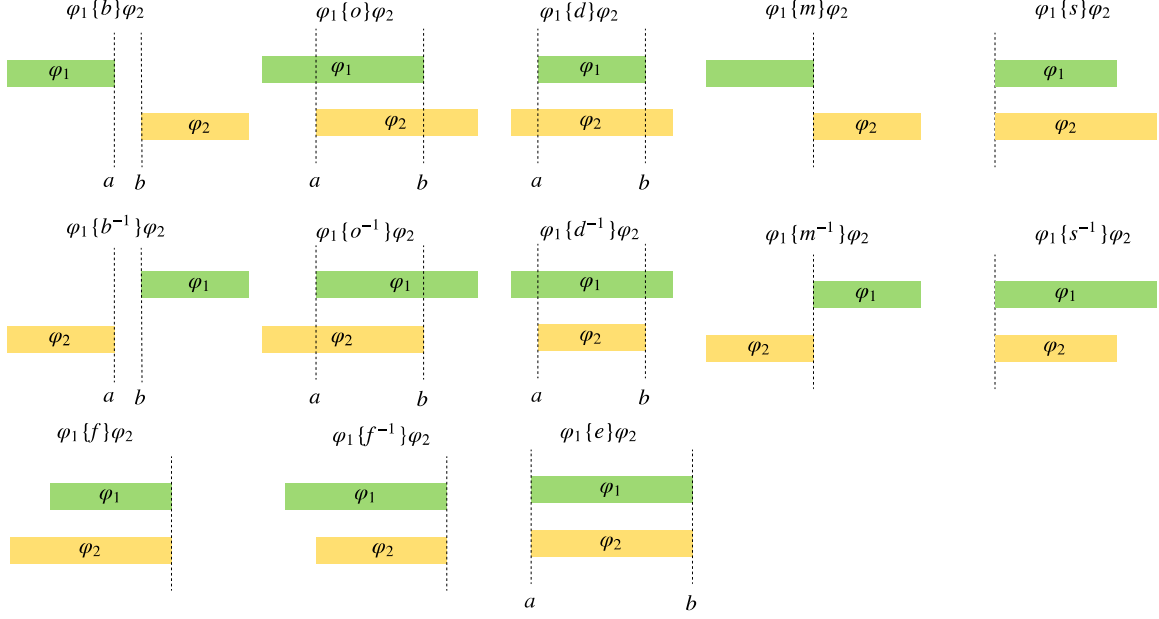 φ₁{b}φ₂ φ₁{o}φ₂ φ₁{d}φ₂ φ₁{m}φ₂ φ₁{s}φ₂
φ₁ φ₁ φ₁ φ₁
φ₂ φ₂ φ₂ φ₂ φ₂
a b a b a b
φ₁{b⁻¹}φ₂ φ₁{o⁻¹}φ₂ φ₁{d⁻¹}φ₂ φ₁{m⁻¹}φ₂ φ₁{s⁻¹}φ₂
φ₁ φ₁ φ₁ φ₁ φ₁
φ₂ φ₂ φ₂ φ₂ φ₂
a b a b a b
φ₁{f}φ₂ φ₁{f⁻¹}φ₂ φ₁{e}φ₂
φ₁ φ₁ φ₁
φ₂ φ₂ φ₂
a b